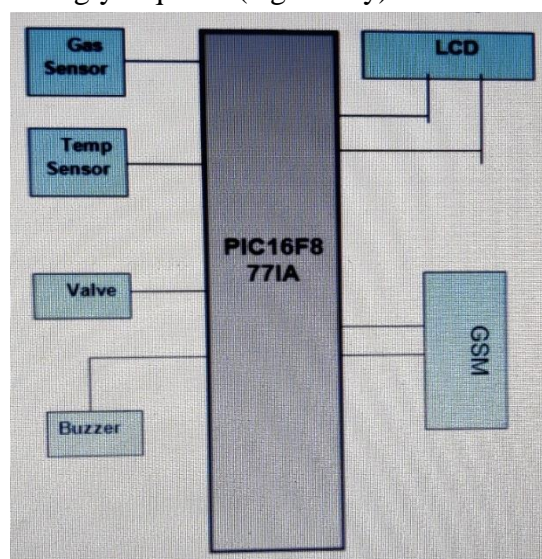 Gas
Sensor
LCD
Temp
Sensor
PIC16F8
77IA
Valve
GSM
Buzzer